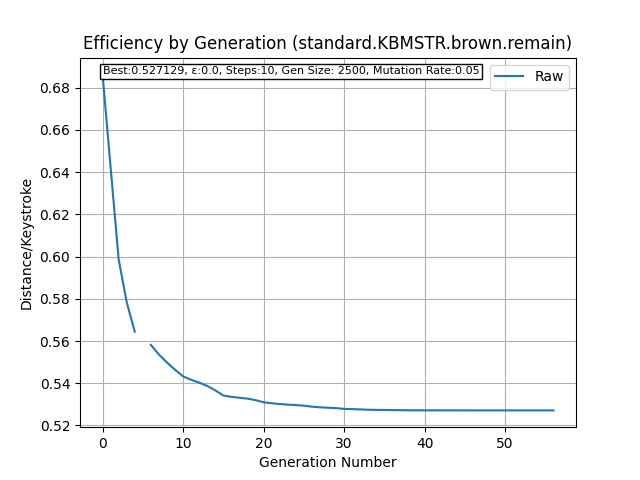 Efficiency by Generation (standard.KBMSTR.brown.remain)
Best:0.527129, ε:0.0, Steps:10, Gen Size: 2500, Mutation Rate:0.05
Raw
Distance/Keystroke
0.68
0.66
0.64
0.62
0.60
0.58
0.56
0.54
0.52
0 10 20 30 40 50
Generation Number